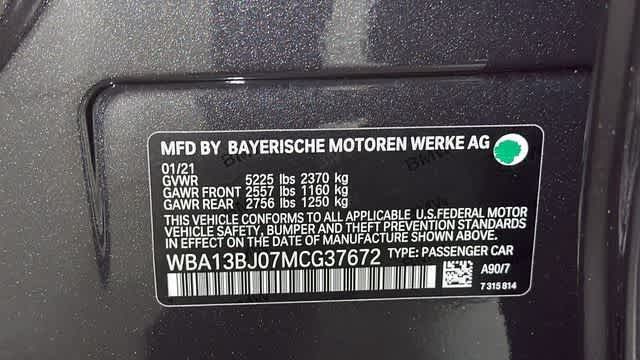 MFD BY BAYERISCHE MOTOREN WERKE AG
01/21
GVWR 5225 lbs 2370 kg
GAWR FRONT 2557 lbs 1160 kg
GAWR REAR 2756 lbs 1250 kg
THIS VEHICLE CONFORMS TO ALL APPLICABLE U.S.FEDERAL MOTOR
VEHICLE SAFETY, BUMPER AND THEFT PREVENTION STANDARDS
IN EFFECT ON THE DATE OF MANUFACTURE SHOWN ABOVE.
WBA13BJ07MCG37672 TYPE: PASSENGER CAR
A90/7
7 315 814